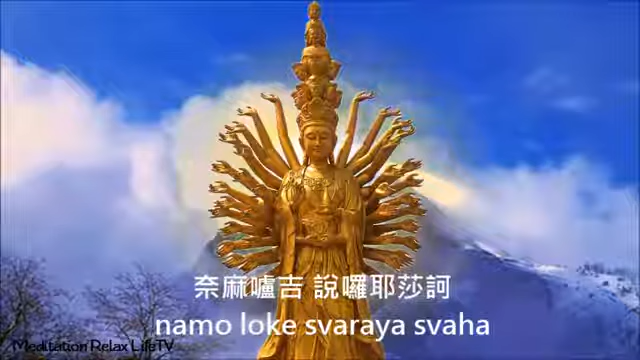 奈麻嚧吉 說囉耶莎訶
namo loke svaraya svaha
Meditation Relax LifeTV